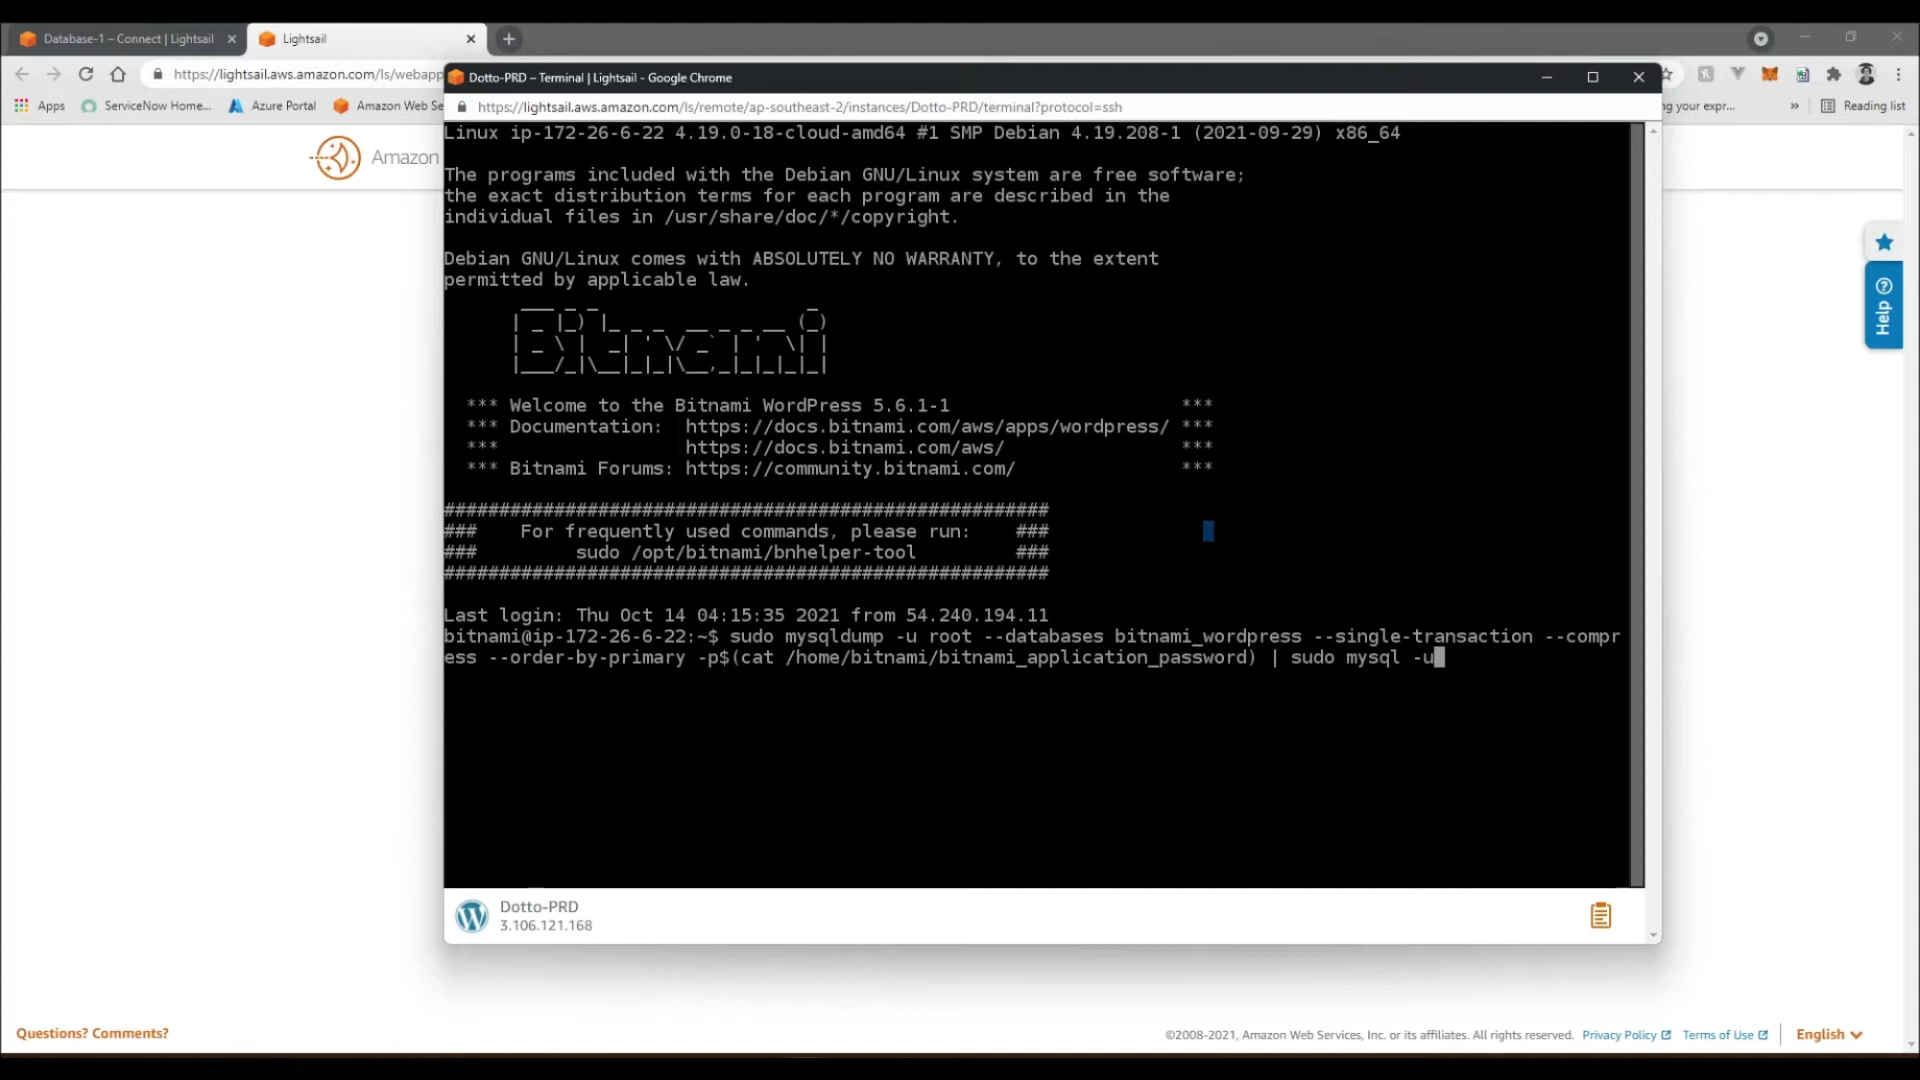 Database-1 – Connect | Lightsail
Lightsail
https://lightsail.aws.amazon.com/ls/webapp
Apps
ServiceNow Home...
Azure Portal
Amazon Web Se
ng your expr...
»
Reading list
Amazon
Dotto-PRD – Terminal | Lightsail - Google Chrome
https://lightsail.aws.amazon.com/ls/remote/ap-southeast-2/instances/Dotto-PRD/terminal?protocol=ssh
Linux ip-172-26-6-22 4.19.0-18-cloud-amd64 #1 SMP Debian 4.19.208-1 (2021-09-29) x86_64
The programs included with the Debian GNU/Linux system are free software;
the exact distribution terms for each program are described in the
individual files in /usr/share/doc/*/copyright.
Debian GNU/Linux comes with ABSOLUTELY NO WARRANTY, to the extent
permitted by applicable law.
Bitnami
*** Welcome to the Bitnami WordPress 5.6.1-1 ***
*** Documentation: https://docs.bitnami.com/aws/apps/wordpress/ ***
*** https://docs.bitnami.com/aws/ ***
*** Bitnami Forums: https://community.bitnami.com/ ***
#######################################################
### For frequently used commands, please run: ###
### sudo /opt/bitnami/bnhelper-tool ###
#######################################################
Last login: Thu Oct 14 04:15:35 2021 from 54.240.194.11
bitnami@ip-172-26-6-22:~$ sudo mysqldump -u root --databases bitnami_wordpress --single-transaction --compr
ess --order-by-primary -p$(cat /home/bitnami/bitnami_application_password) | sudo mysql -u
Dotto-PRD
3.106.121.168
Help
Questions? Comments?
©2008-2021, Amazon Web Services, Inc. or its affiliates. All rights reserved.
Privacy Policy
Terms of Use
English